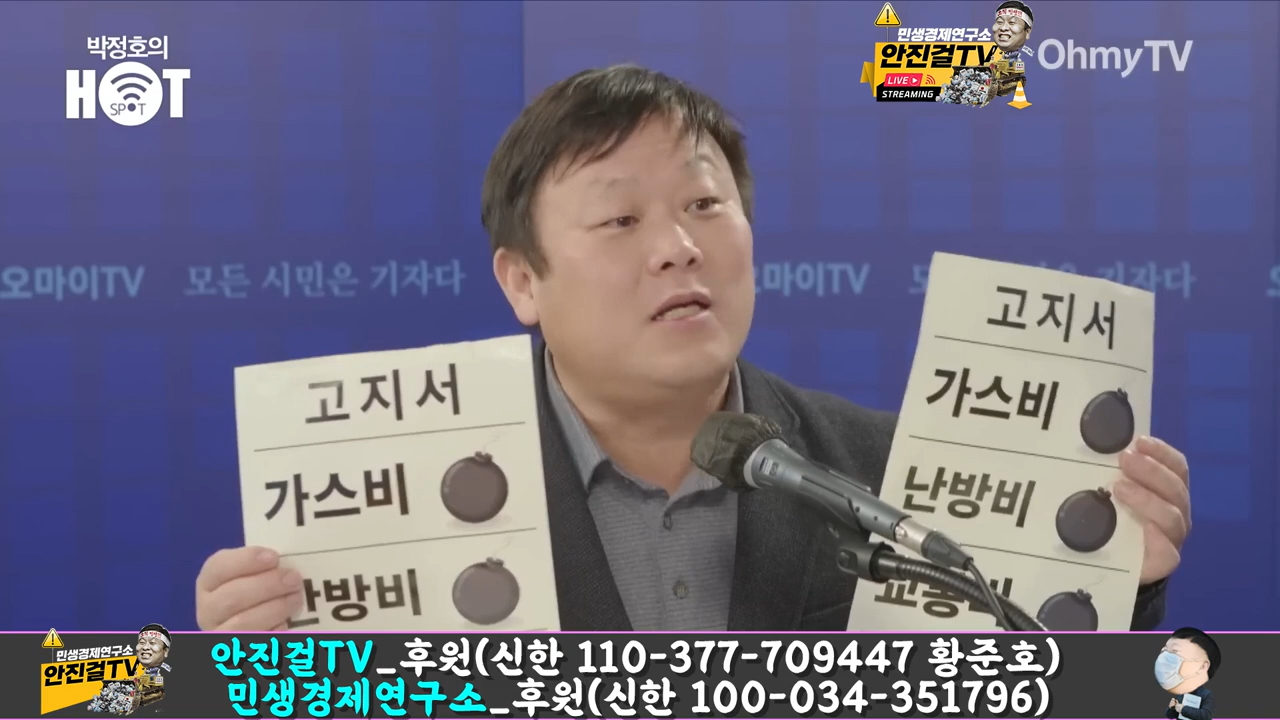 박정호의
HOT
SPOT
민생경제연구소
안진걸TV
LIVE
STREAMING
OhmyTV
오마이TV
모든 시민은 기자다
오마이TV
기자다
고지서
가스비
난방비
고지서
가스비
난방비
교통비
민생경제연구소
안진걸TV
안진걸TV_후원(신한 110-377-709447 황준호)
민생경제연구소_후원(신한 100-034-351796)